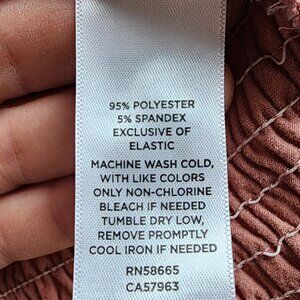 95% POLYESTER
5% SPANDEX
EXCLUSIVE OF
ELASTIC
MACHINE WASH COLD,
WITH LIKE COLORS
ONLY NON-CHLORINE
BLEACH IF NEEDED
TUMBLE DRY LOW,
REMOVE PROMPTLY
COOL IRON IF NEEDED
RN58665
CA57963